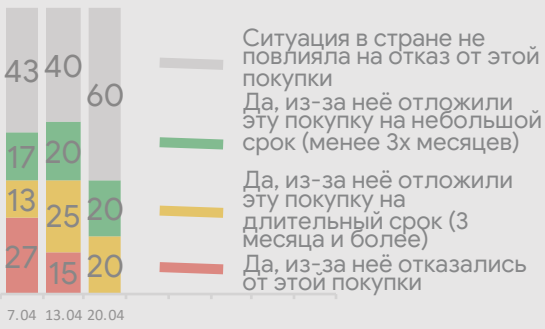 Ситуация в стране не
повлияла на отказ от этой
покупки
Да, из-за неё отложили
эту покупку на небольшой
срок (менее 3х месяцев)
Да, из-за неё отложили
эту покупку на
длительный срок (3
месяца и более)
Да, из-за неё отказались
от этой покупки
43 40 60
17 20 20
13 25 20
27 15
7.04 13.04 20.04